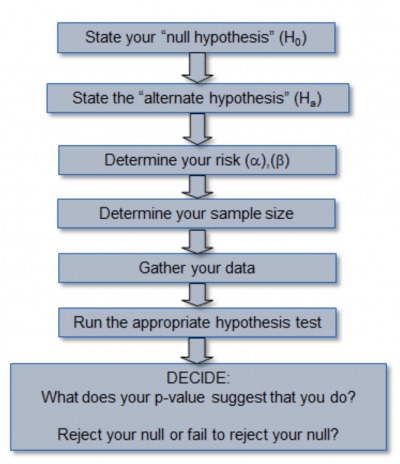 State your “null hypothesis” (H₀)
State the “alternate hypothesis” (Hₐ)
Determine your risk (α),(β)
Determine your sample size
Gather your data
Run the appropriate hypothesis test
DECIDE:
What does your p-value suggest that you do?
Reject your null or fail to reject your null?